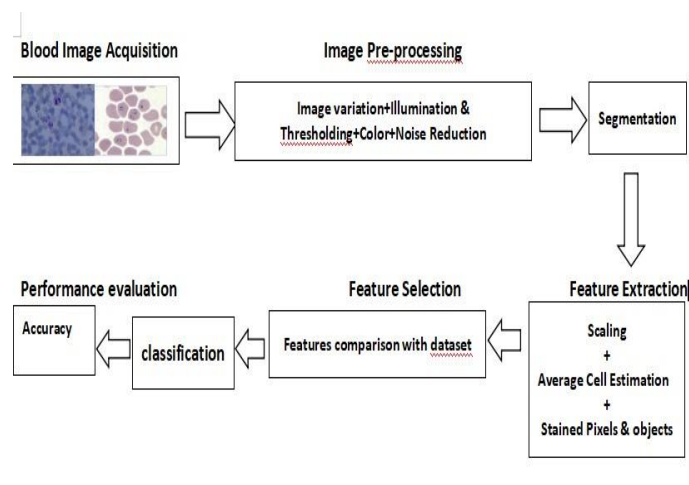 Blood Image Acquisition
Image Pre-processing
Image variation+Illumination &
Thresholding+Color+Noise Reduction
Segmentation
Feature Extraction
Scaling
+
Average Cell Estimation
+
Stained Pixels & objects
Feature Selection
Features comparison with dataset
classification
Performance evaluation
Accuracy